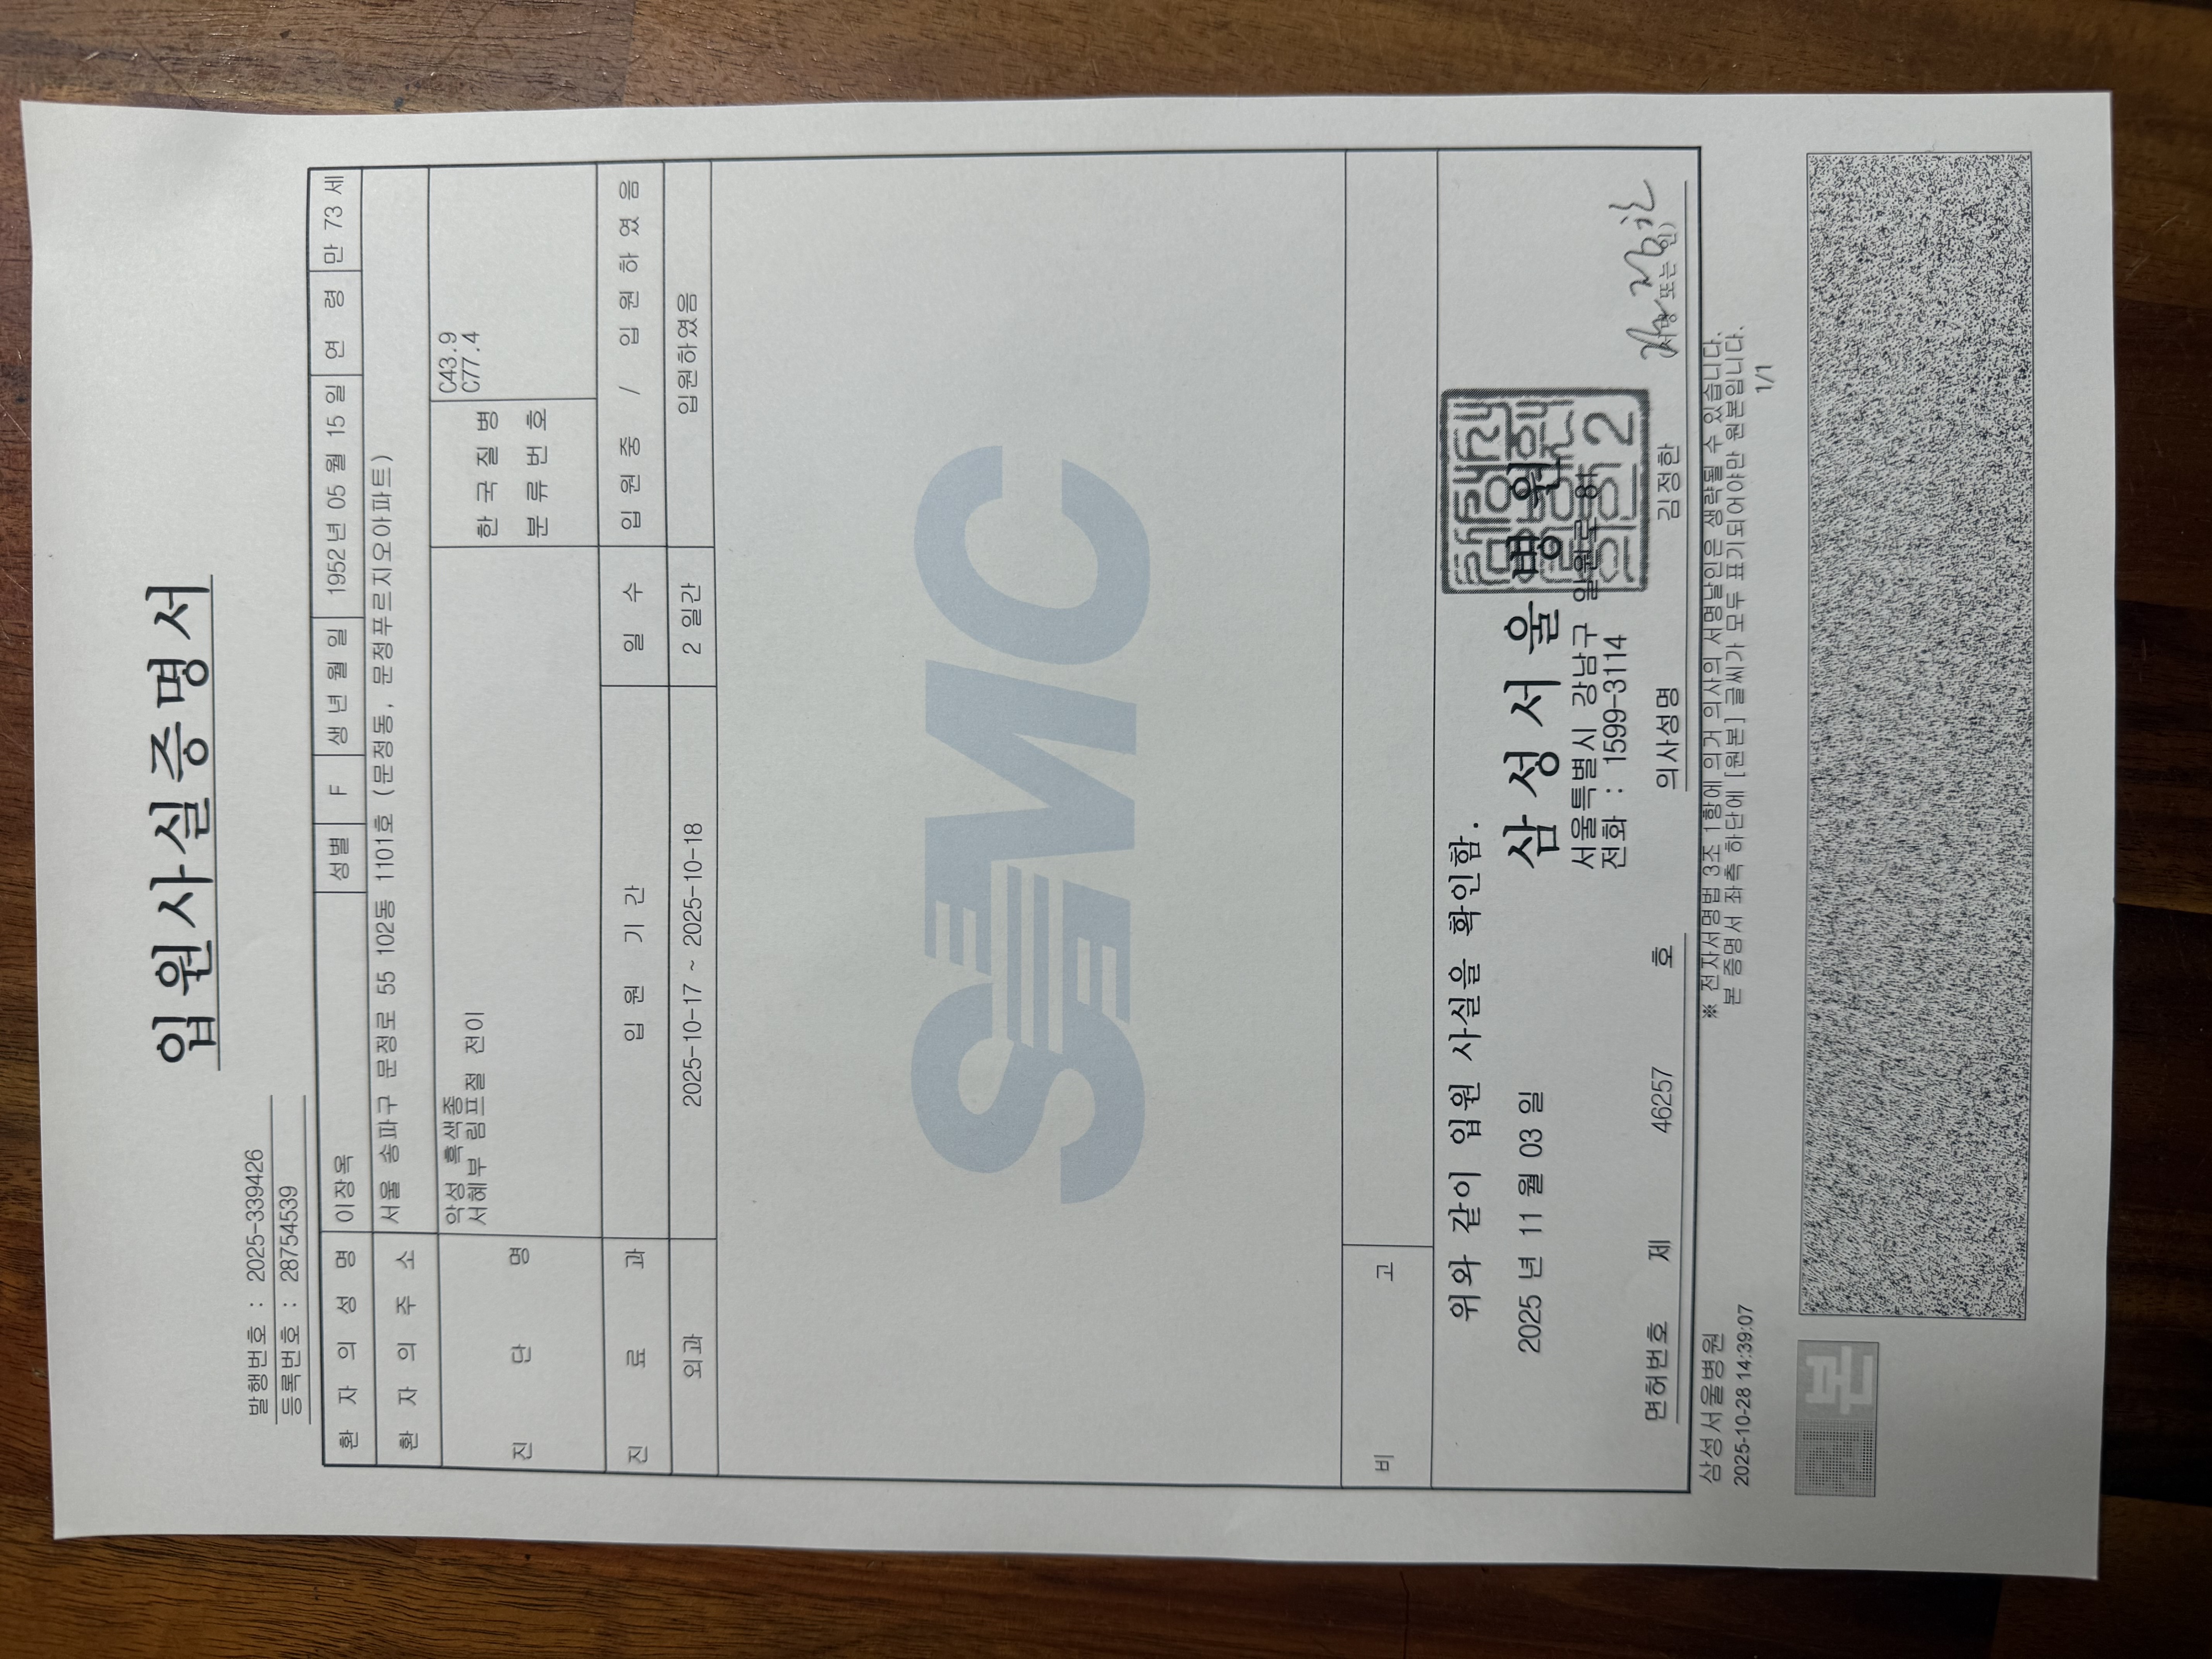 입원사실증명서
발행번호 : 2025-339426
등록번호 : 28754539
환 자 의 성 명 이장옥 성별 F 생 년 월 일 1952년 05 월 15 일 연 령 만 73 세
환 자 의 주 소 서울 송파구 문정로 55 102동 1101호 (문정동, 문정푸르지오아파트)
진 단 명 악성 흑색종 한 국 질 병 C43.9
서혜부 림프절 전이 분 류 번 호 C77.4
진 료 과 입 원 기 간 일 수 입 원 중 / 입 원 하 였 음
외과 2025-10-17 ~ 2025-10-18 2 일간 입원하였음
SMC
비 고
위와 같이 입원 사실을 확인함.
2025 년 11 월 03 일 삼 성 서 울 병 원
서울특별시 강남구 일원로 81
전화 : 1599-3114
면허번호 제 46257 호 의사성명 김정한 (서명 또는 인)
삼성서울병원 ※ 전자서명법 3조 1항에 의거 의사의 서명날인은 생략될 수 있습니다.
2025-10-28 14:39:07 본 증명서 좌측 하단에 [원본] 글씨가 모두 표기되어야만 원본입니다.
1/1
원본